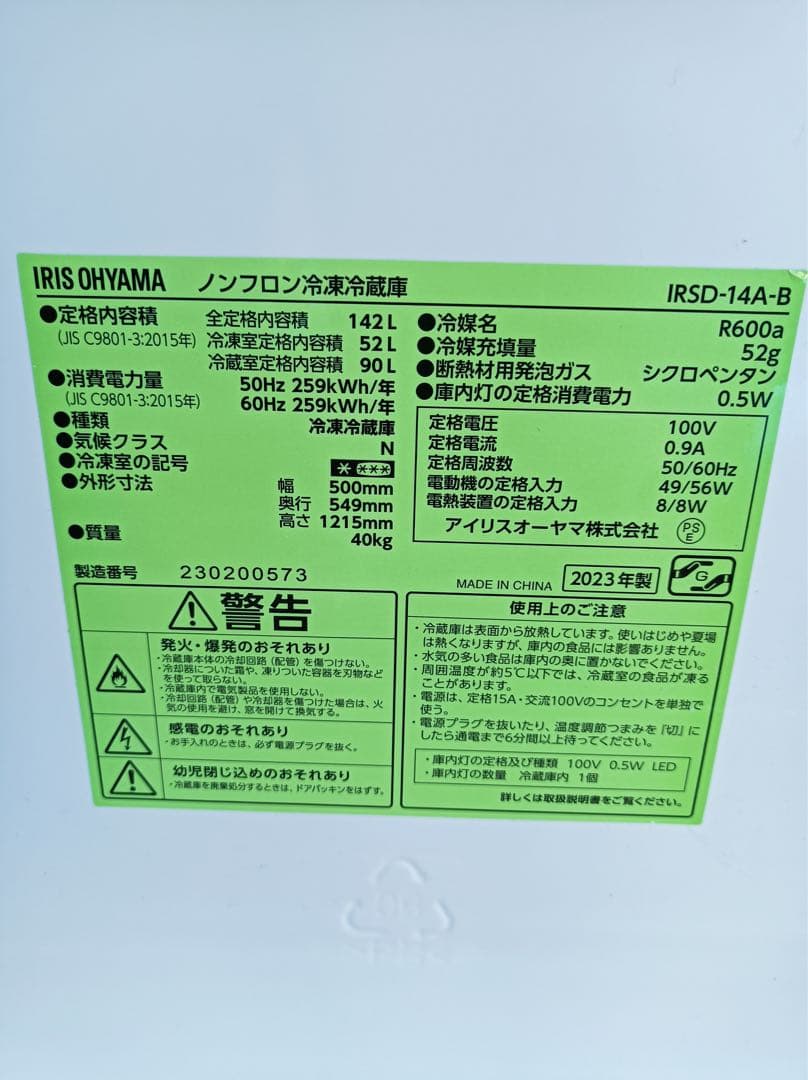 IRIS OHYAMA ノンフロン冷凍冷蔵庫 IRSD-14A-B
●定格内容積 全定格内容積 142L
(JIS C9801-3:2015年) 冷凍室定格内容積 52L
冷蔵室定格内容積 90L
●消費電力量 50Hz 259kWh/年
(JIS C9801-3:2015年) 60Hz 259kWh/年
●種類 冷凍冷蔵庫
●気候クラス N
●冷凍室の記号 * ***
●外形寸法 幅 500mm
奥行 549mm
高さ 1215mm
●質量 40kg
●冷媒名 R600a
●冷媒充填量 52g
●断熱材用発泡ガス シクロペンタン
●庫内灯の定格消費電力 0.5W
定格電圧 100V
定格電流 0.9A
定格周波数 50/60Hz
電動機の定格入力 49/56W
電熱装置の定格入力 8/8W
アイリスオーヤマ株式会社 PSE
製造番号 230200573
MADE IN CHINA 2023年製 G
警告
発火・爆発のおそれあり
・冷蔵庫本体の冷却回路(配管)を傷つけない。
・冷却器についた霜や、凍りついた容器を刃物など
を使って取らない。
・冷蔵庫内で電気製品を使用しない。
・冷却回路(配管)や冷却器を傷つけた場合は、火
気の使用を避け、窓を開けて換気する。
感電のおそれあり
・お手入れのときは、必ず電源プラグを抜く。
幼児閉じ込めのおそれあり
・冷蔵庫を廃棄処分するときは、ドアパッキンをはずす。
使用上のご注意
・冷蔵庫は表面から放熱しています。使いはじめや夏場
は熱くなりますが、庫内の食品には影響ありません。
・水気の多い食品は庫内の奥に置かないでください。
・周囲温度が約5℃以下では、冷蔵室の食品が凍る
ことがあります。
・電源は、定格15A・交流100Vのコンセントを単独で
使う。
・電源プラグを抜いたり、温度調節つまみを『切』に
したら通電まで6分間以上待ってください。
・庫内灯の定格及び種類 100V 0.5W LED
・庫内灯の数量 冷蔵庫内 1個
詳しくは取扱説明書をご覧ください。